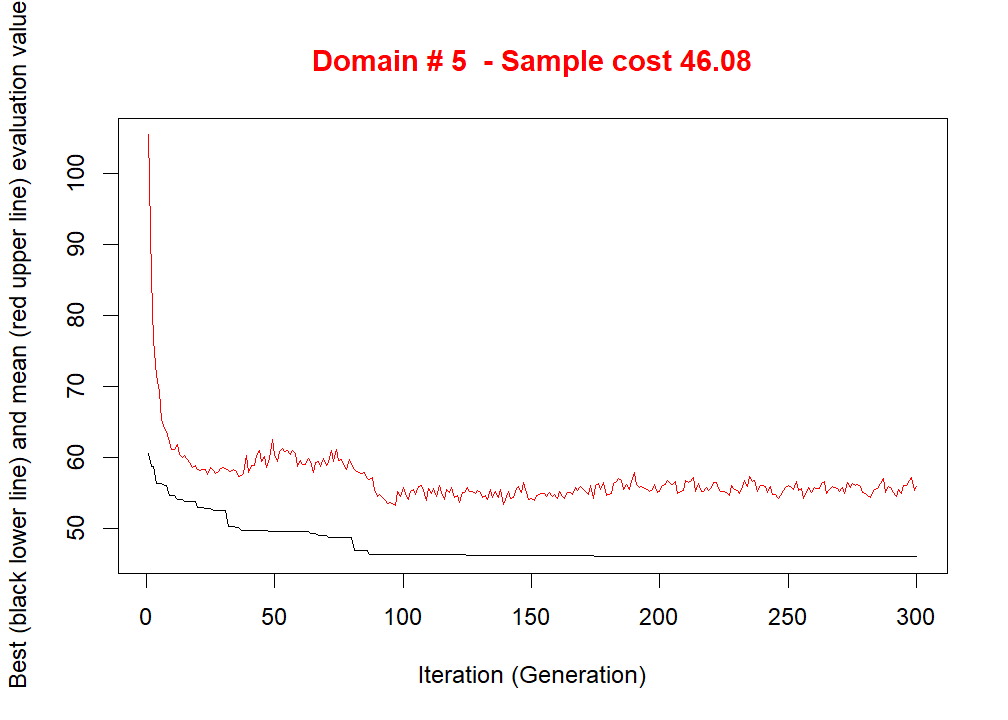 Domain # 5  - Sample cost 46.08
Best (black lower line) and mean (red upper line) evaluation value
100
90
80
70
60
50
0 50 100 150 200 250 300
Iteration (Generation)